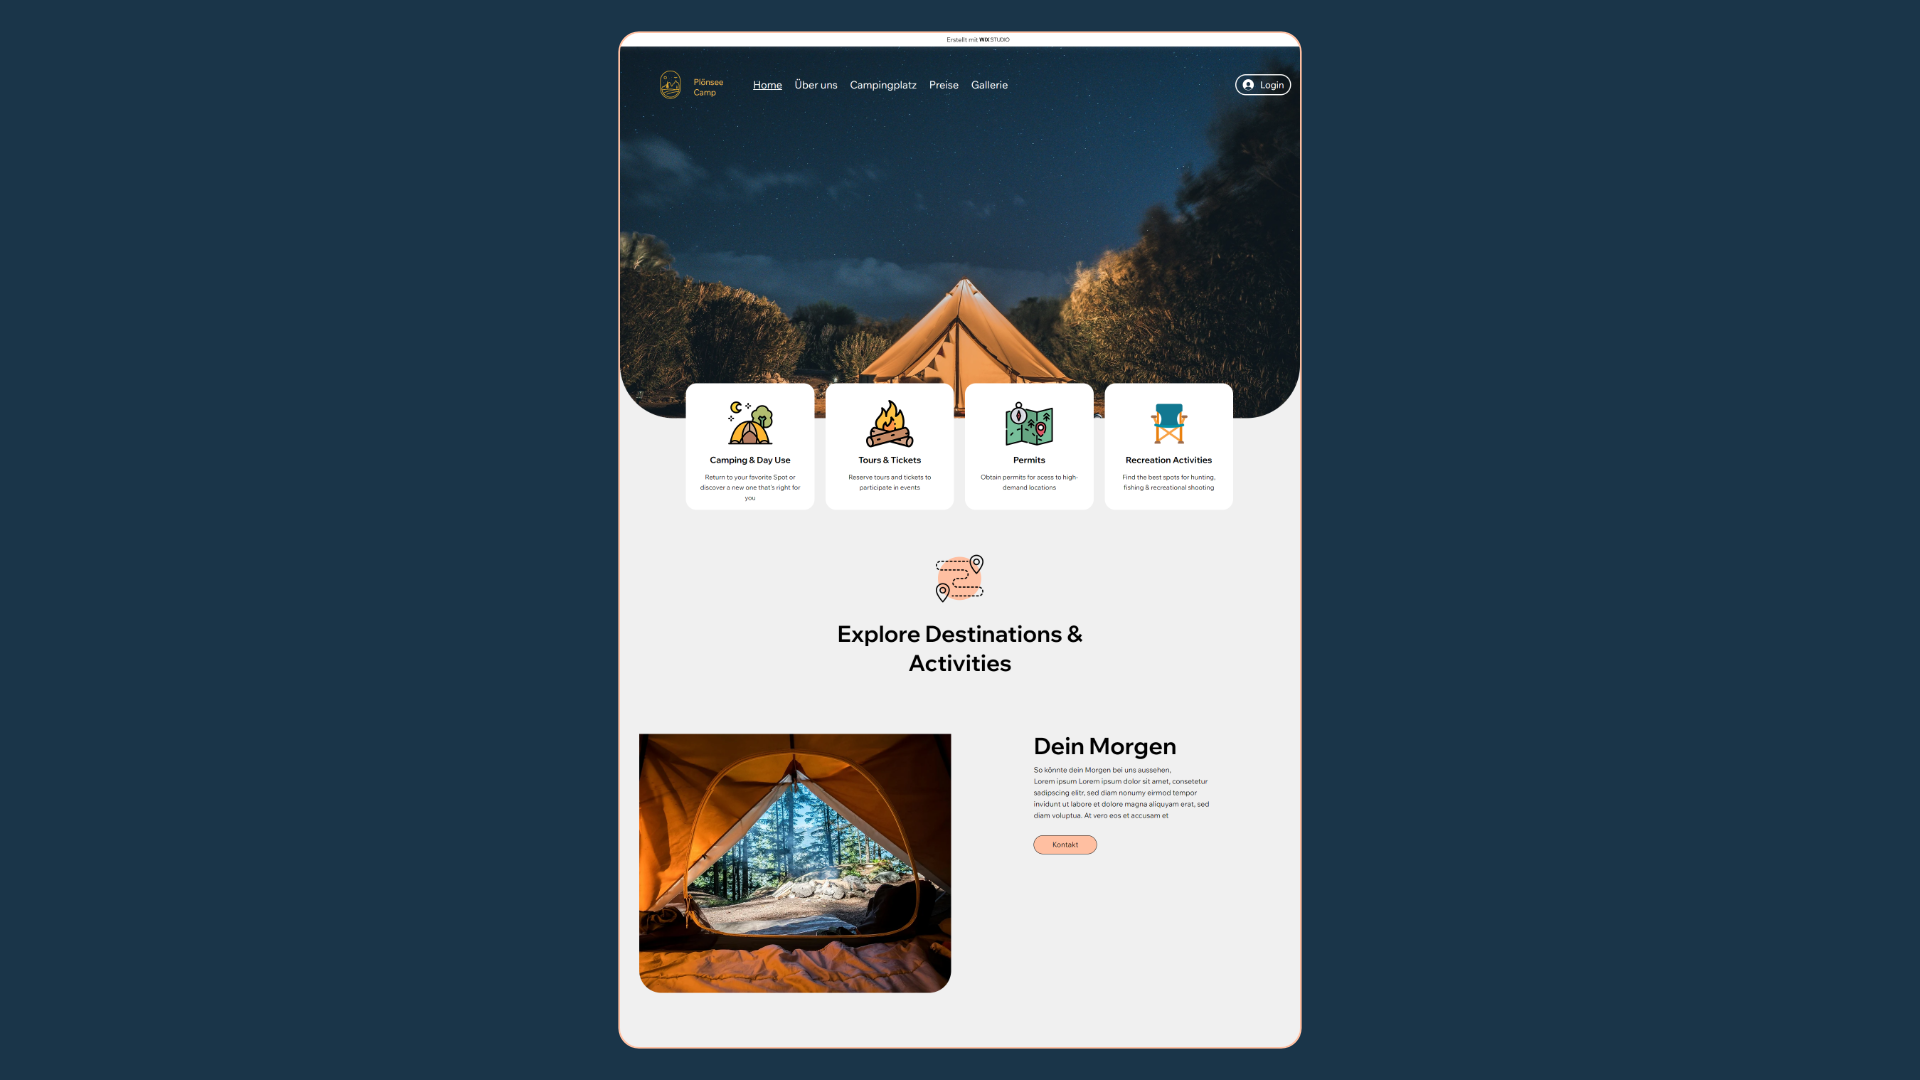 Erstellt mit WIX STUDIO
Plönsee
Camp
Home Über uns Campingplatz Preise Gallerie
Login
Camping & Day Use
Return to your favorite Spot or
discover a new one that's right for
you
Tours & Tickets
Reserve tours and tickets to
participate in events
Permits
Obtain permits for acess to high-
demand locations
Recreation Activities
Find the best spots for hunting,
fishing & recreational shooting
Explore Destinations &
Activities
Dein Morgen
So könnte dein Morgen bei uns aussehen.
Lorem ipsum Lorem ipsum dolor sit amet, consetetur
sadipscing elitr, sed diam nonumy eirmod tempor
invidunt ut labore et dolore magna aliquyam erat, sed
diam voluptua. At vero eos et accusam et
Kontakt